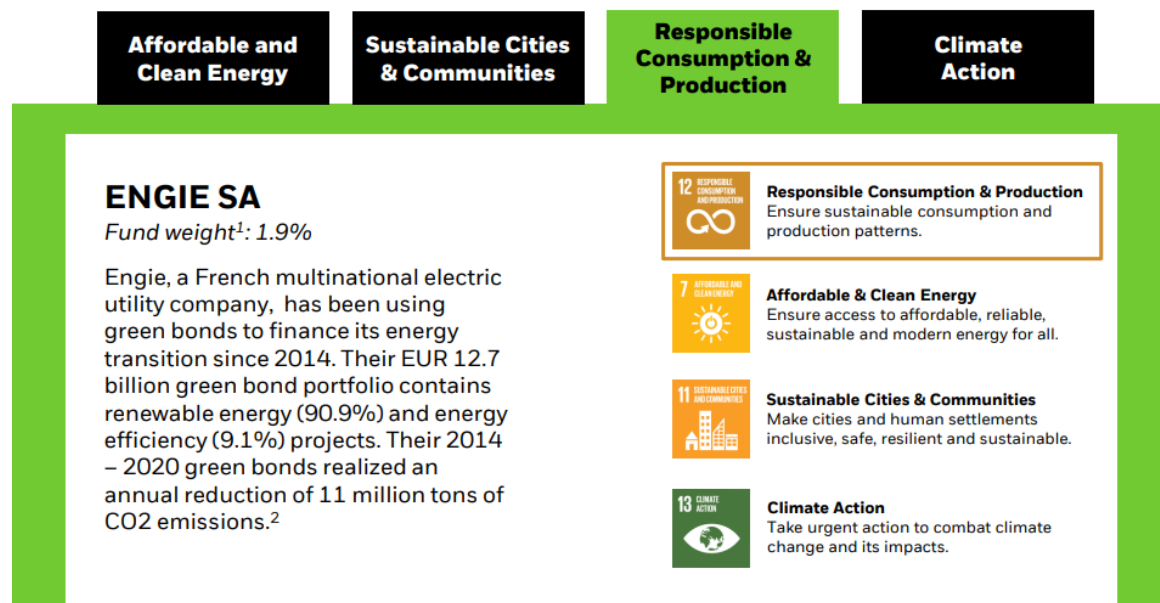 Affordable and
Clean Energy
Sustainable Cities
& Communities
Responsible
Consumption &
Production
Climate
Action
ENGIE SA
Fund weight¹: 1.9%
Engie, a French multinational electric
utility company,  has been using
green bonds to finance its energy
transition since 2014. Their EUR 12.7
billion green bond portfolio contains
renewable energy (90.9%) and energy
efficiency (9.1%) projects. Their 2014
– 2020 green bonds realized an
annual reduction of 11 million tons of
CO2 emissions.²
12 RESPONSIBLE
CONSUMPTION
AND PRODUCTION
Responsible Consumption & Production
Ensure sustainable consumption and
production patterns.
7 AFFORDABLE AND
CLEAN ENERGY
Affordable & Clean Energy
Ensure access to affordable, reliable,
sustainable and modern energy for all.
11 SUSTAINABLE CITIES
AND COMMUNITIES
Sustainable Cities & Communities
Make cities and human settlements
inclusive, safe, resilient and sustainable.
13 CLIMATE
ACTION
Climate Action
Take urgent action to combat climate
change and its impacts.